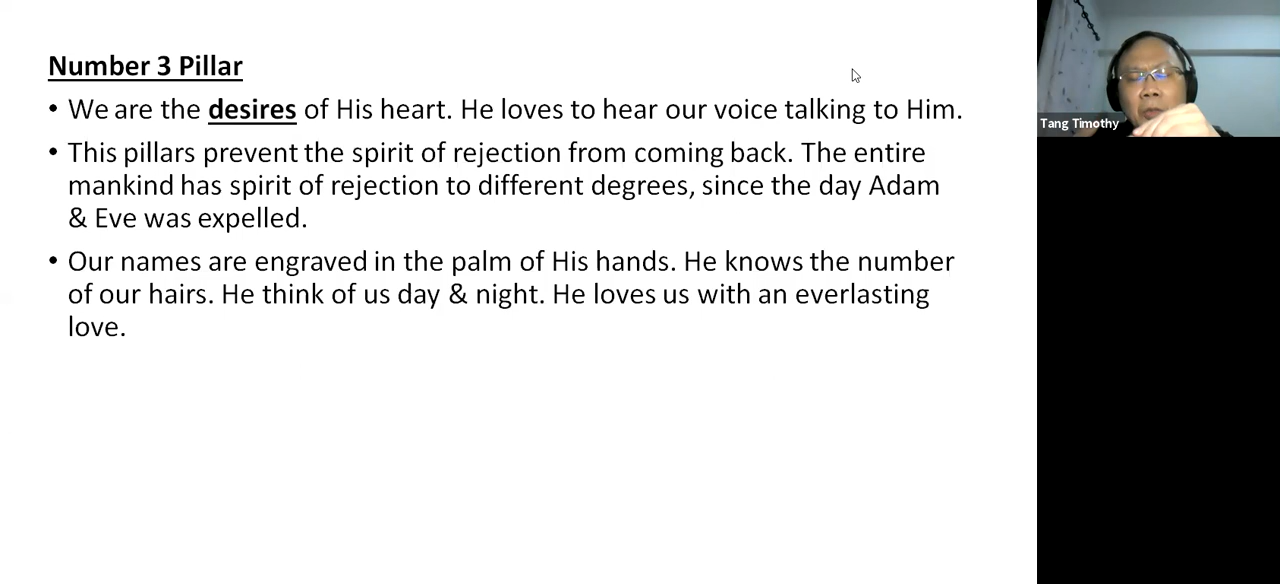 Number 3 Pillar
• We are the desires of His heart. He loves to hear our voice talking to Him.
• This pillars prevent the spirit of rejection from coming back. The entire
mankind has spirit of rejection to different degrees, since the day Adam
& Eve was expelled.
• Our names are engraved in the palm of His hands. He knows the number
of our hairs. He think of us day & night. He loves us with an everlasting
love.
Tang Timothy